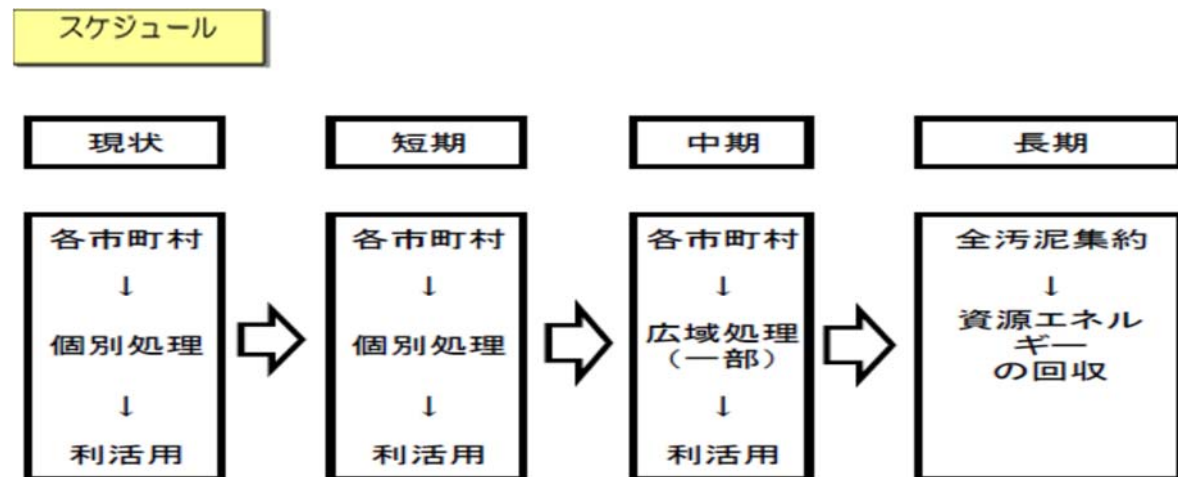 スケジュール
現状
短期
中期
長期
各市町村
↓
個別処理
↓
利活用
各市町村
↓
個別処理
↓
利活用
各市町村
↓
広域処理
（一部）
↓
利活用
全汚泥集約
↓
資源エネル
ギー
の回収